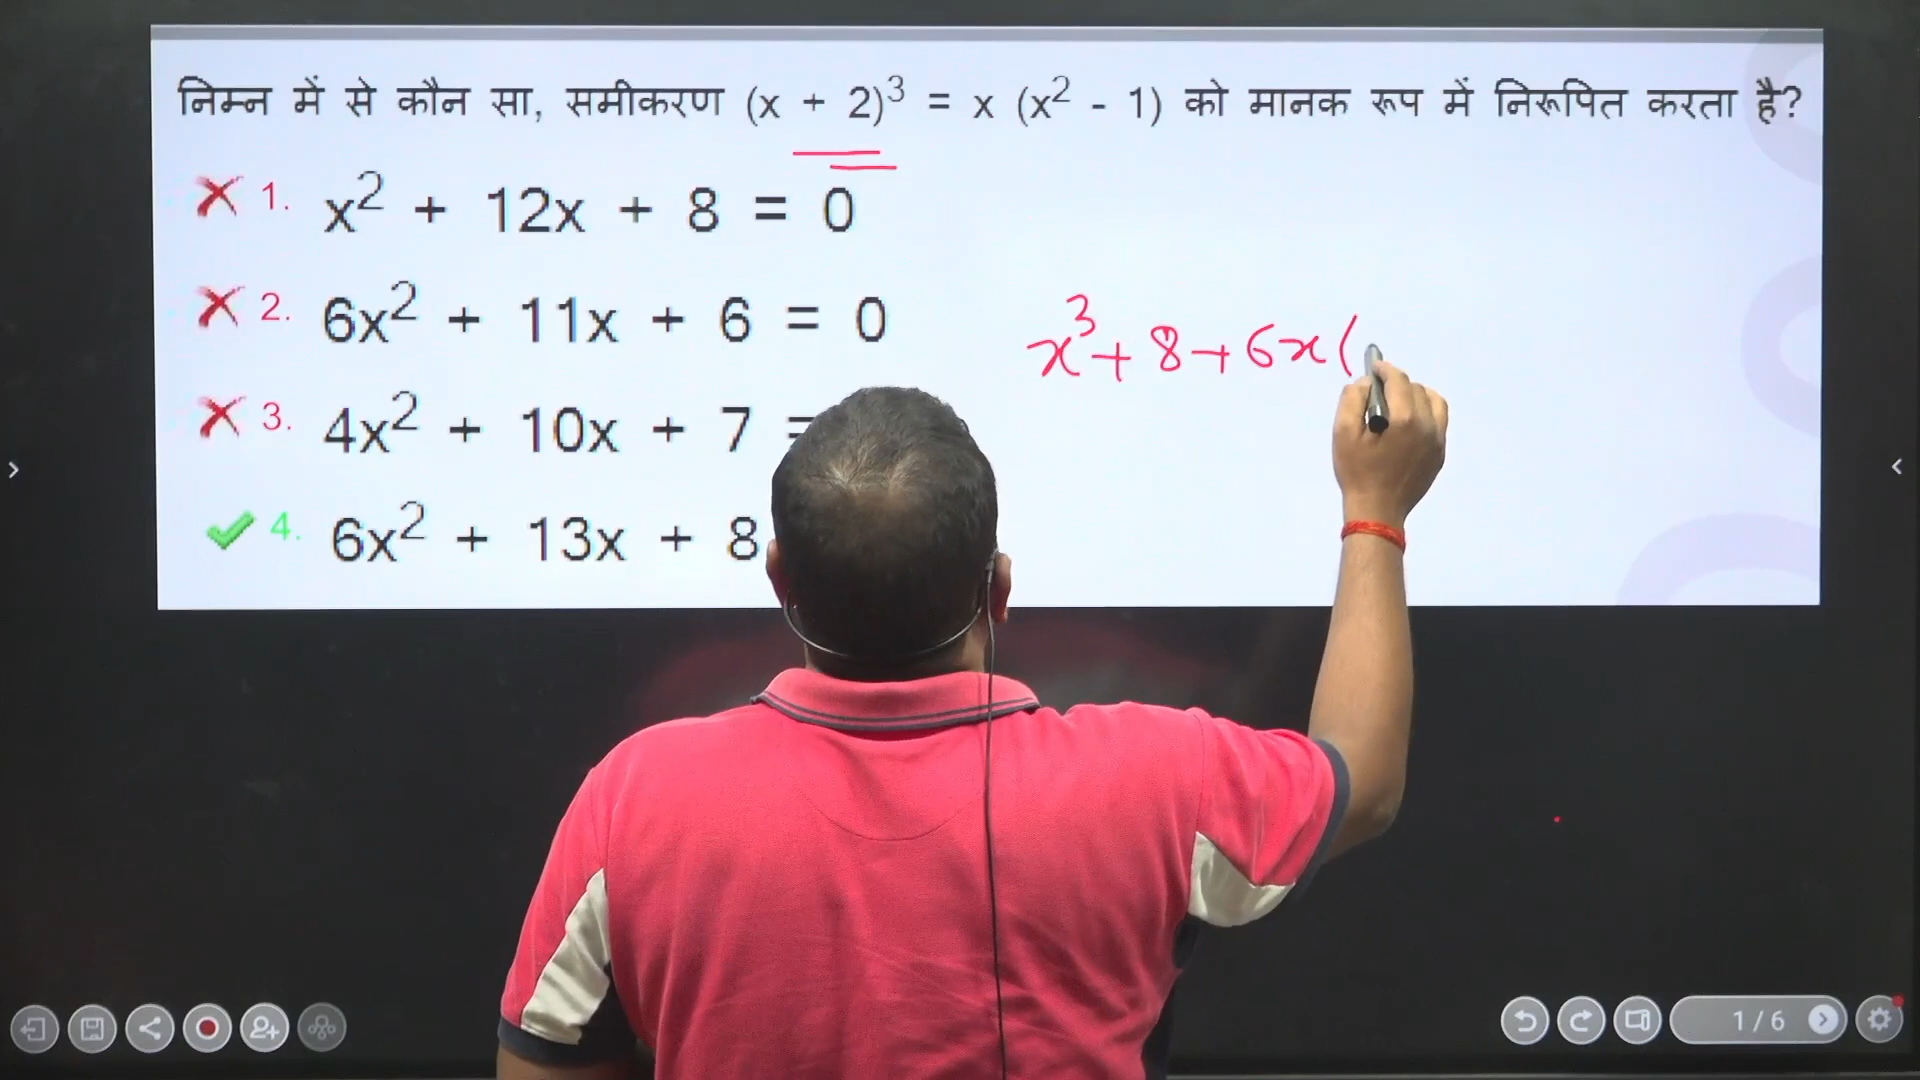 निम्न में से कौन सा, समीकरण (x + 2)³ = x (x² - 1) को मानक रूप में निरूपित करता है?
1. x² + 12x + 8 = 0
2. 6x² + 11x + 6 = 0
3. 4x² + 10x + 7 =
4. 6x² + 13x + 8
x³ + 8 + 6x (
1 / 6